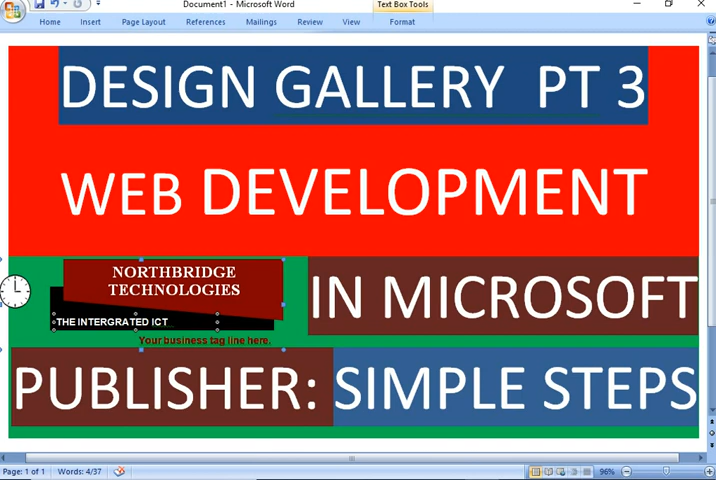 Document1 - Microsoft Word
Text Box Tools
Home Insert Page Layout References Mailings Review View Format
DESIGN GALLERY PT 3
WEB DEVELOPMENT
NORTHBRIDGE
TECHNOLOGIES
THE INTERGRATED ICT
Your business tag line here.
IN MICROSOFT
PUBLISHER: SIMPLE STEPS
Page: 1 of 1 Words: 4/37 96%